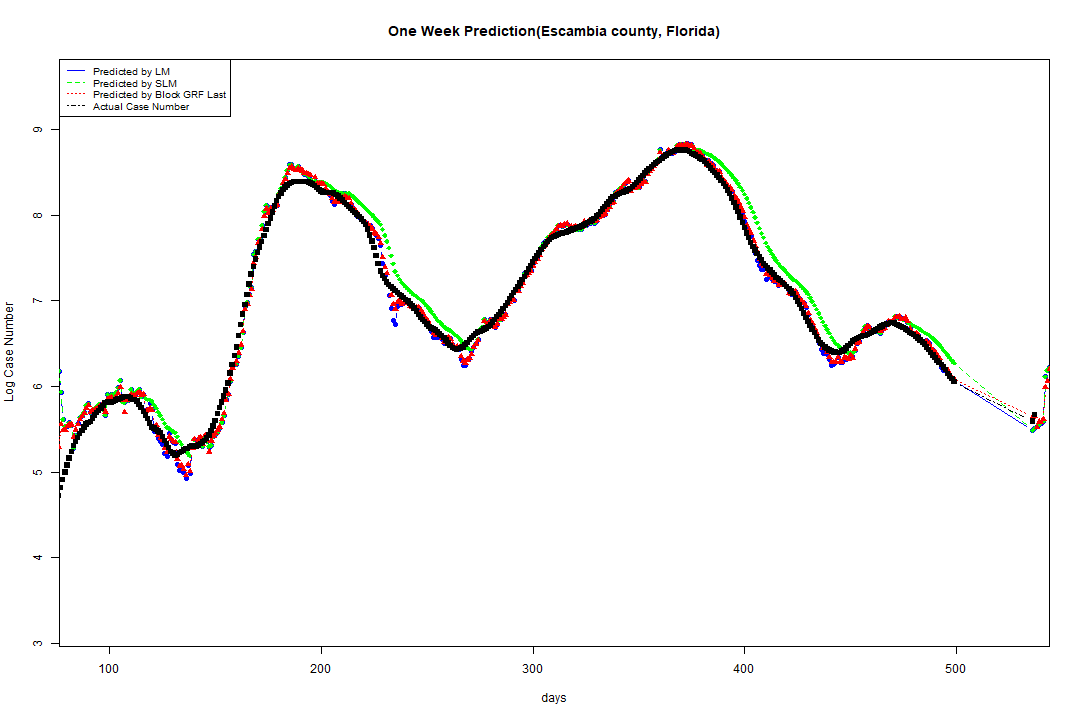 One Week Prediction(Escambia county, Florida)
Predicted by LM
Predicted by SLM
Predicted by Block GRF Last
Actual Case Number
9
8
7
6
5
4
3
Log Case Number
100 200 300 400 500
days